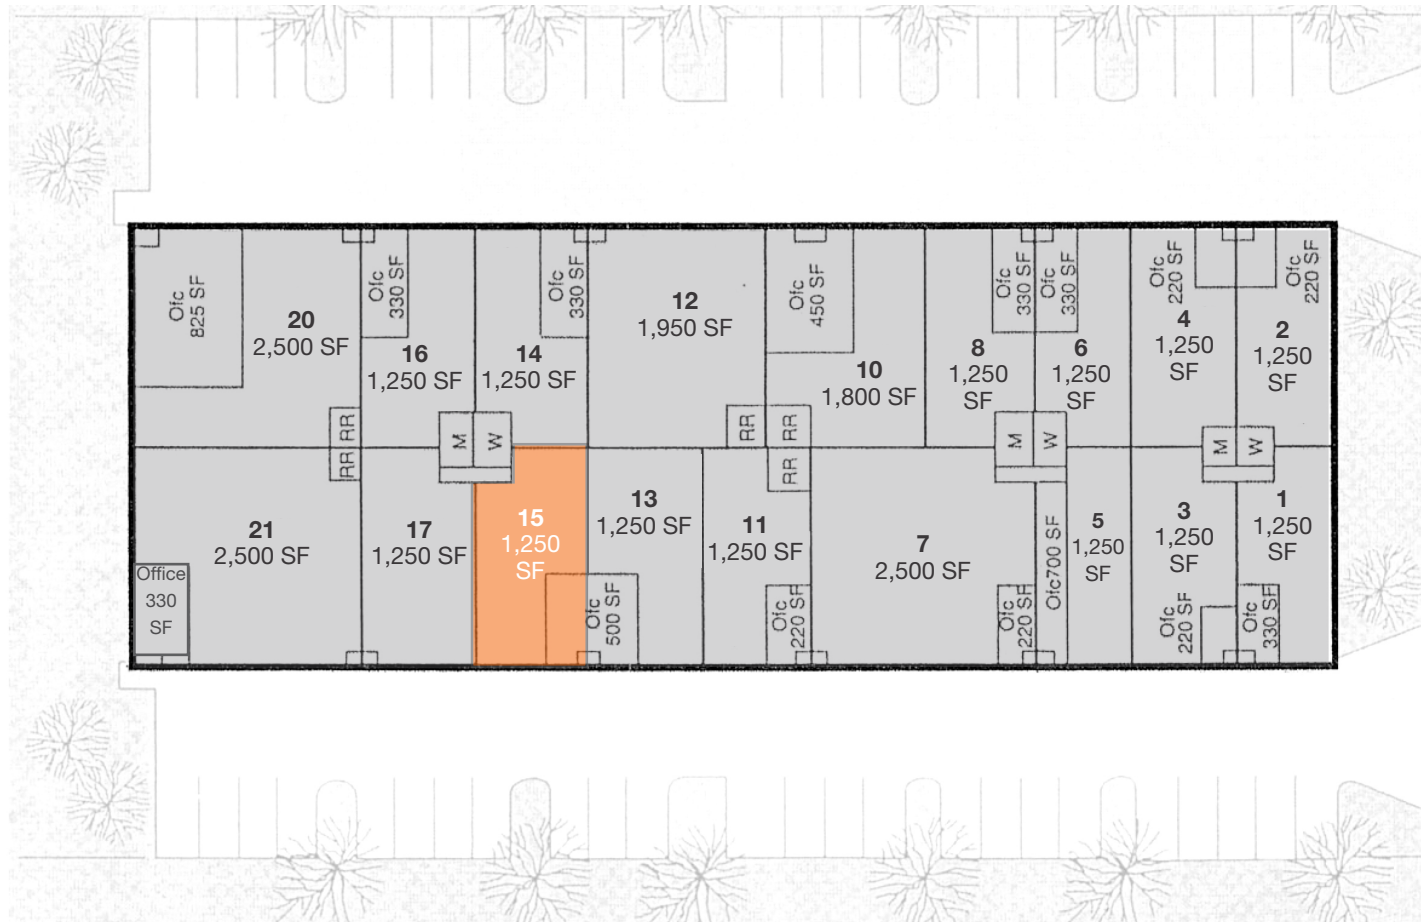 Ofc
825 SF
20
2,500 SF
RR
Ofc
330 SF
16
1,250 SF
M
W
14
1,250 SF
Ofc
330 SF
12
1,950 SF
RR
RR
Ofc
450 SF
10
1,800 SF
8
1,250
SF
Ofc
330 SF
Ofc
330 SF
6
1,250
SF
M
W
Ofc
220 SF
4
1,250
SF
M
W
Ofc
220 SF
2
1,250
SF
21
2,500 SF
Office
330
SF
RR
17
1,250 SF
15
1,250
SF
13
1,250 SF
Ofc
500 SF
RR
11
1,250 SF
Ofc
220 SF
7
2,500 SF
Ofc
220 SF
Ofc700 SF
5
1,250
SF
3
1,250
SF
Ofc
220 SF
1
1,250
SF
Ofc
330 SF